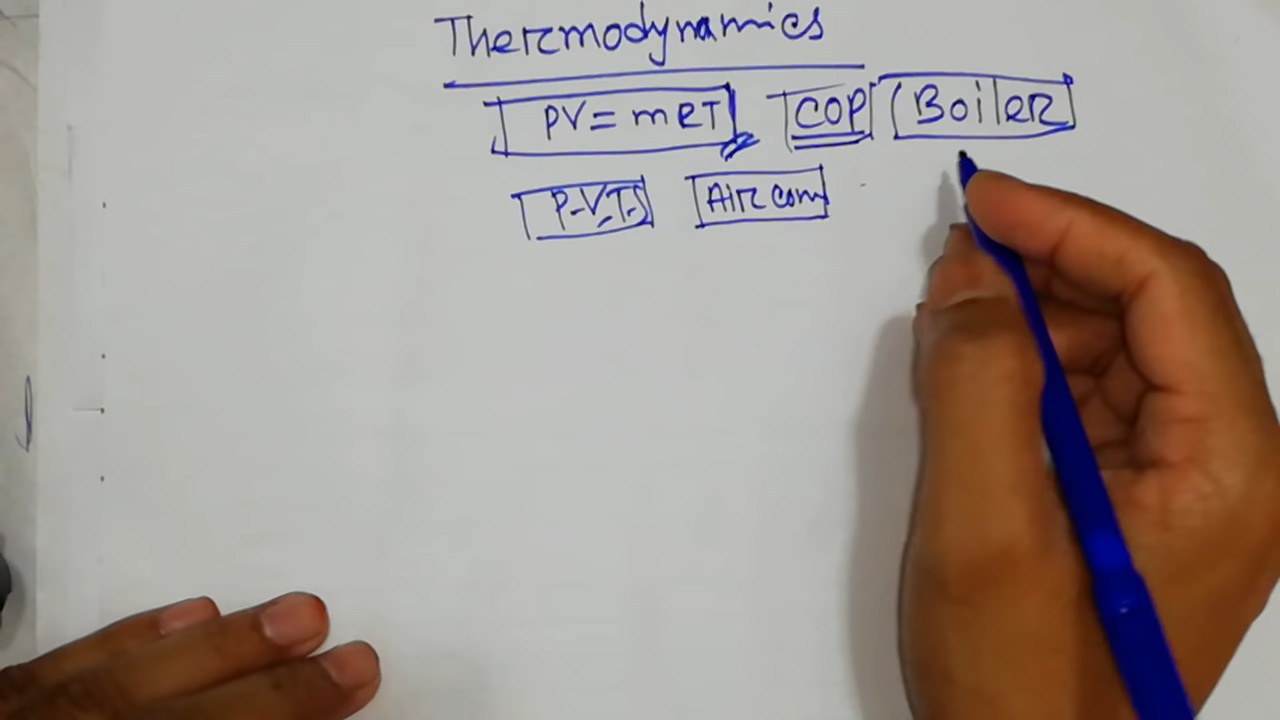 Thermodynamics
PV = mRT COP Boiler
P-V, T-S Air com